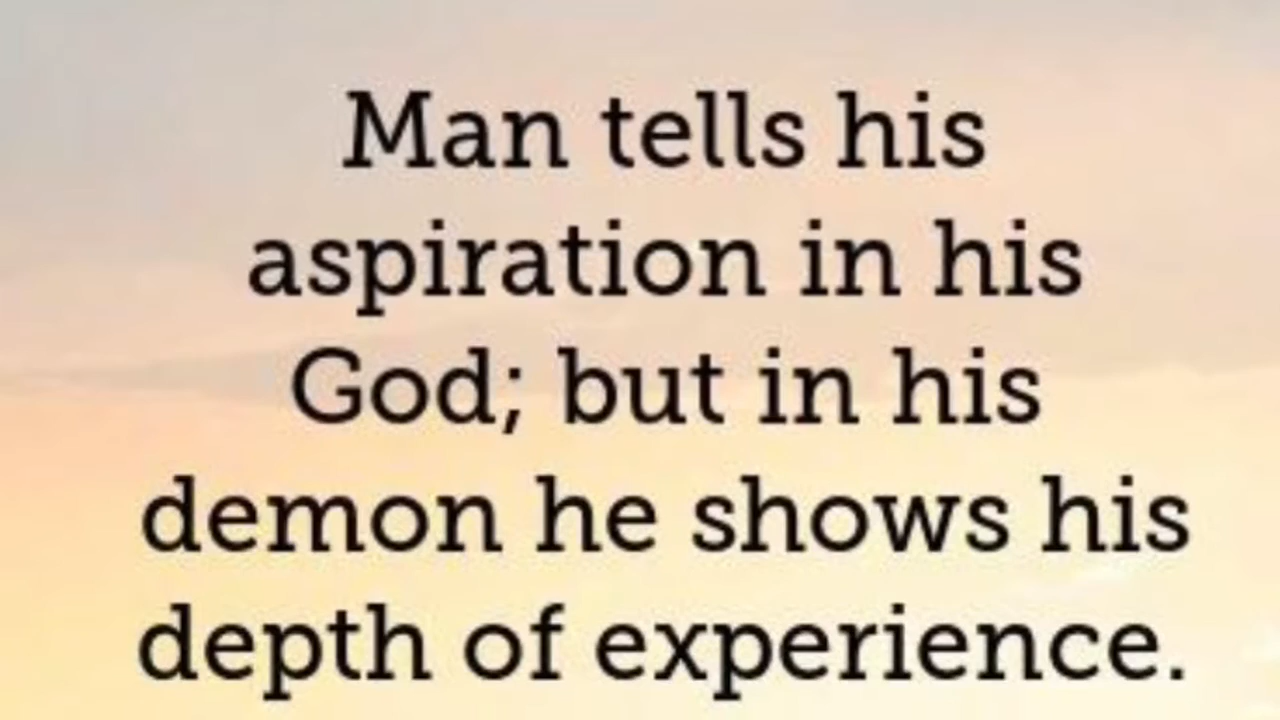 Man tells his
aspiration in his
God; but in his
demon he shows his
depth of experience.